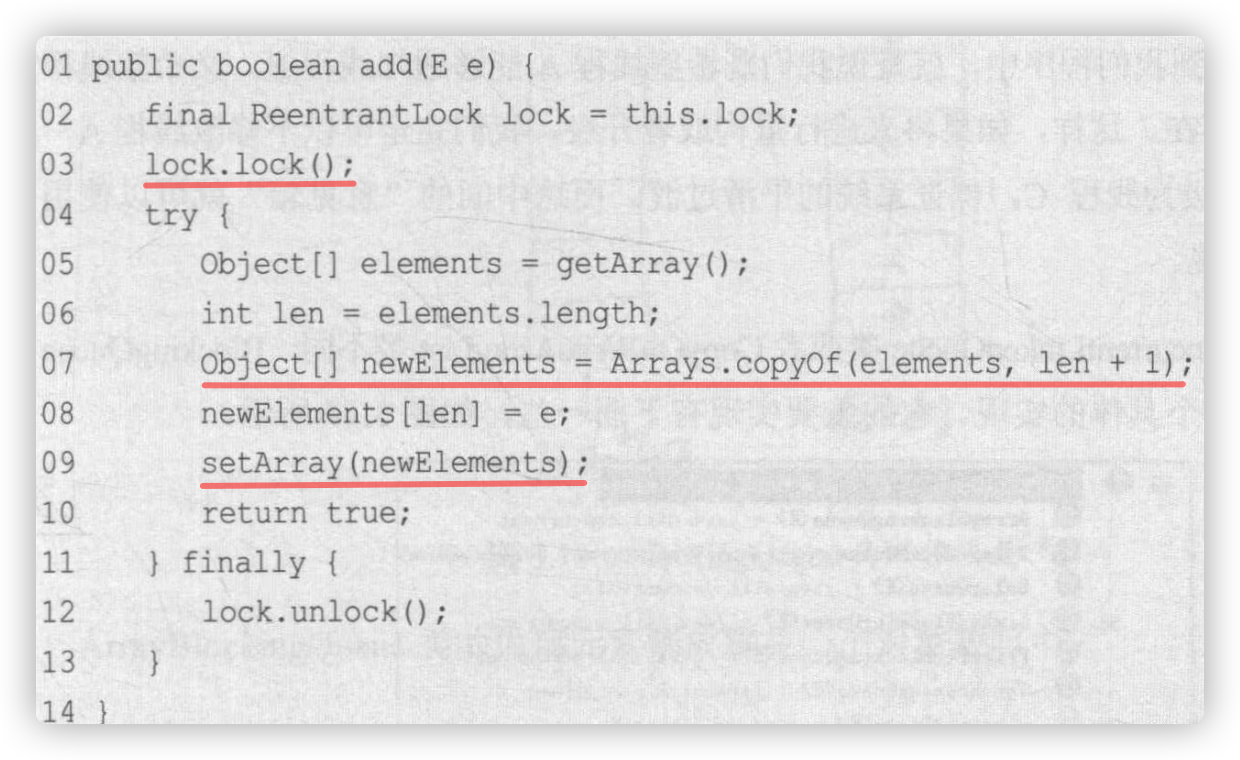 01 public boolean add(E e) {
02    final ReentrantLock lock = this.lock;
03    lock.lock();
04    try {
05       Object[] elements = getArray();
06       int len = elements.length;
07       Object[] newElements = Arrays.copyOf(elements, len + 1);
08       newElements[len] = e;
09       setArray(newElements);
10       return true;
11    } finally {
12       lock.unlock();
13    }
14 }